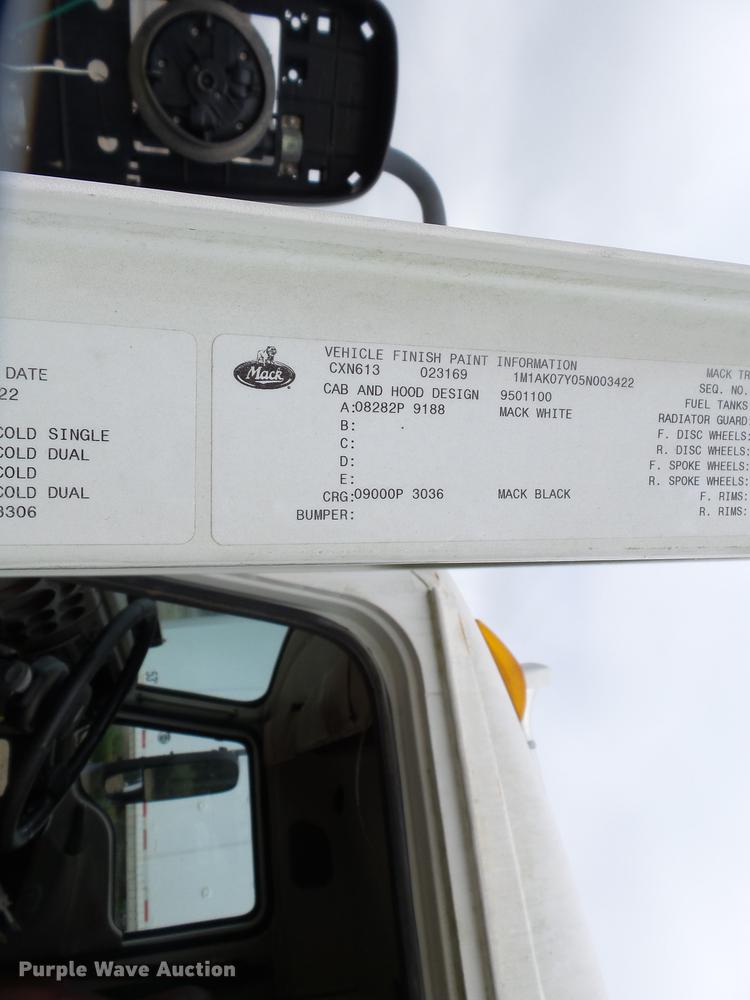 DATE
22
COLD SINGLE
COLD DUAL
COLD
COLD DUAL
3306
Mack
VEHICLE FINISH PAINT INFORMATION
CXN613 023169 1M1AK07Y05N003422
CAB AND HOOD DESIGN 9501100
A:08282P 9188 MACK WHITE
B:
C:
D:
E:
CRG:09000P 3036 MACK BLACK
BUMPER:
MACK TR
SEQ. NO.
FUEL TANKS:
RADIATOR GUARD:
F. DISC WHEELS:
R. DISC WHEELS:
F. SPOKE WHEELS:
R. SPOKE WHEELS:
F. RIMS:
R. RIMS:
53
Purple Wave Auction